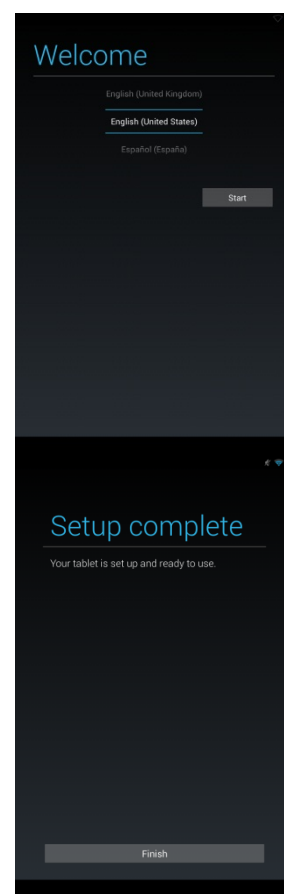 Welcome
English (United Kingdom)
English (United States)
Español (España)
Start
Setup complete
Your tablet is set up and ready to use.
Finish